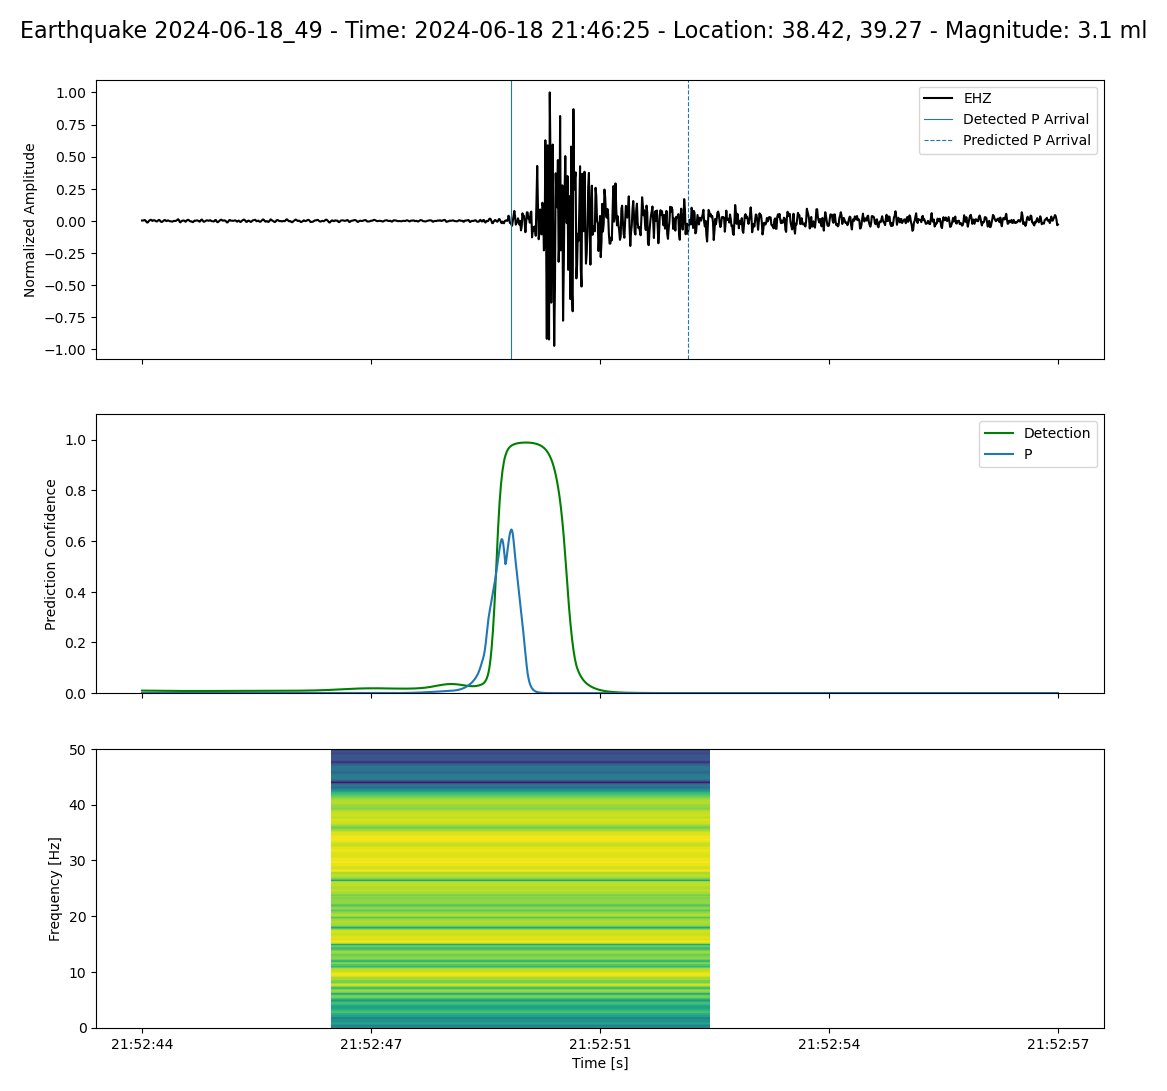 Earthquake 2024-06-18_49 - Time: 2024-06-18 21:46:25 - Location: 38.42, 39.27 - Magnitude: 3.1 ml
Normalized Amplitude
1.00
0.75
0.50
0.25
0.00
−0.25
−0.50
−0.75
−1.00
EHZ
Detected P Arrival
Predicted P Arrival
Prediction Confidence
1.0
0.8
0.6
0.4
0.2
0.0
Detection
P
Frequency [Hz]
50
40
30
20
10
0
21:52:44 21:52:47 21:52:51 21:52:54 21:52:57
Time [s]